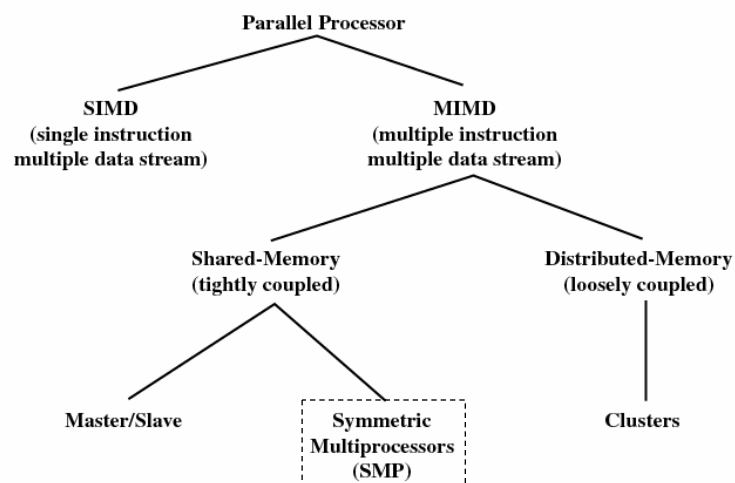 Parallel Processor
SIMD
(single instruction
multiple data stream)
MIMD
(multiple instruction
multiple data stream)
Shared-Memory
(tightly coupled)
Distributed-Memory
(loosely coupled)
Master/Slave
Symmetric
Multiprocessors
(SMP)
Clusters